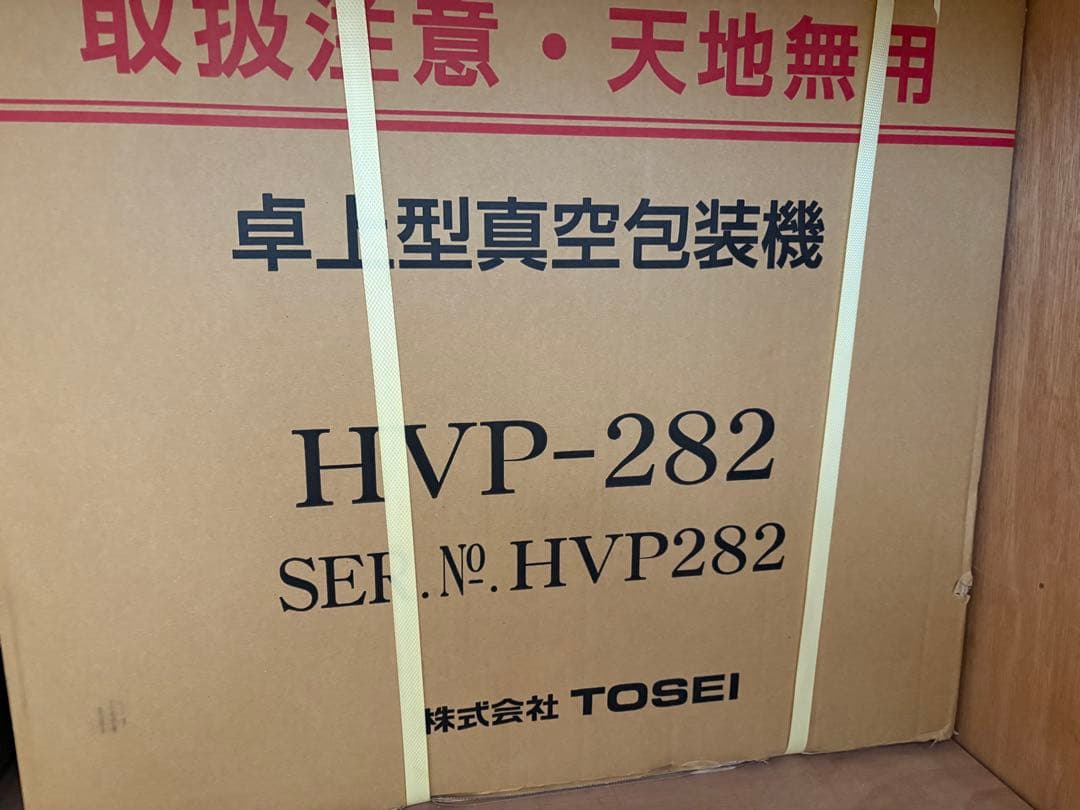 取扱注意・天地無用
卓上型真空包装機
HVP-282
SER.№.HVP282
株式会社 TOSEI